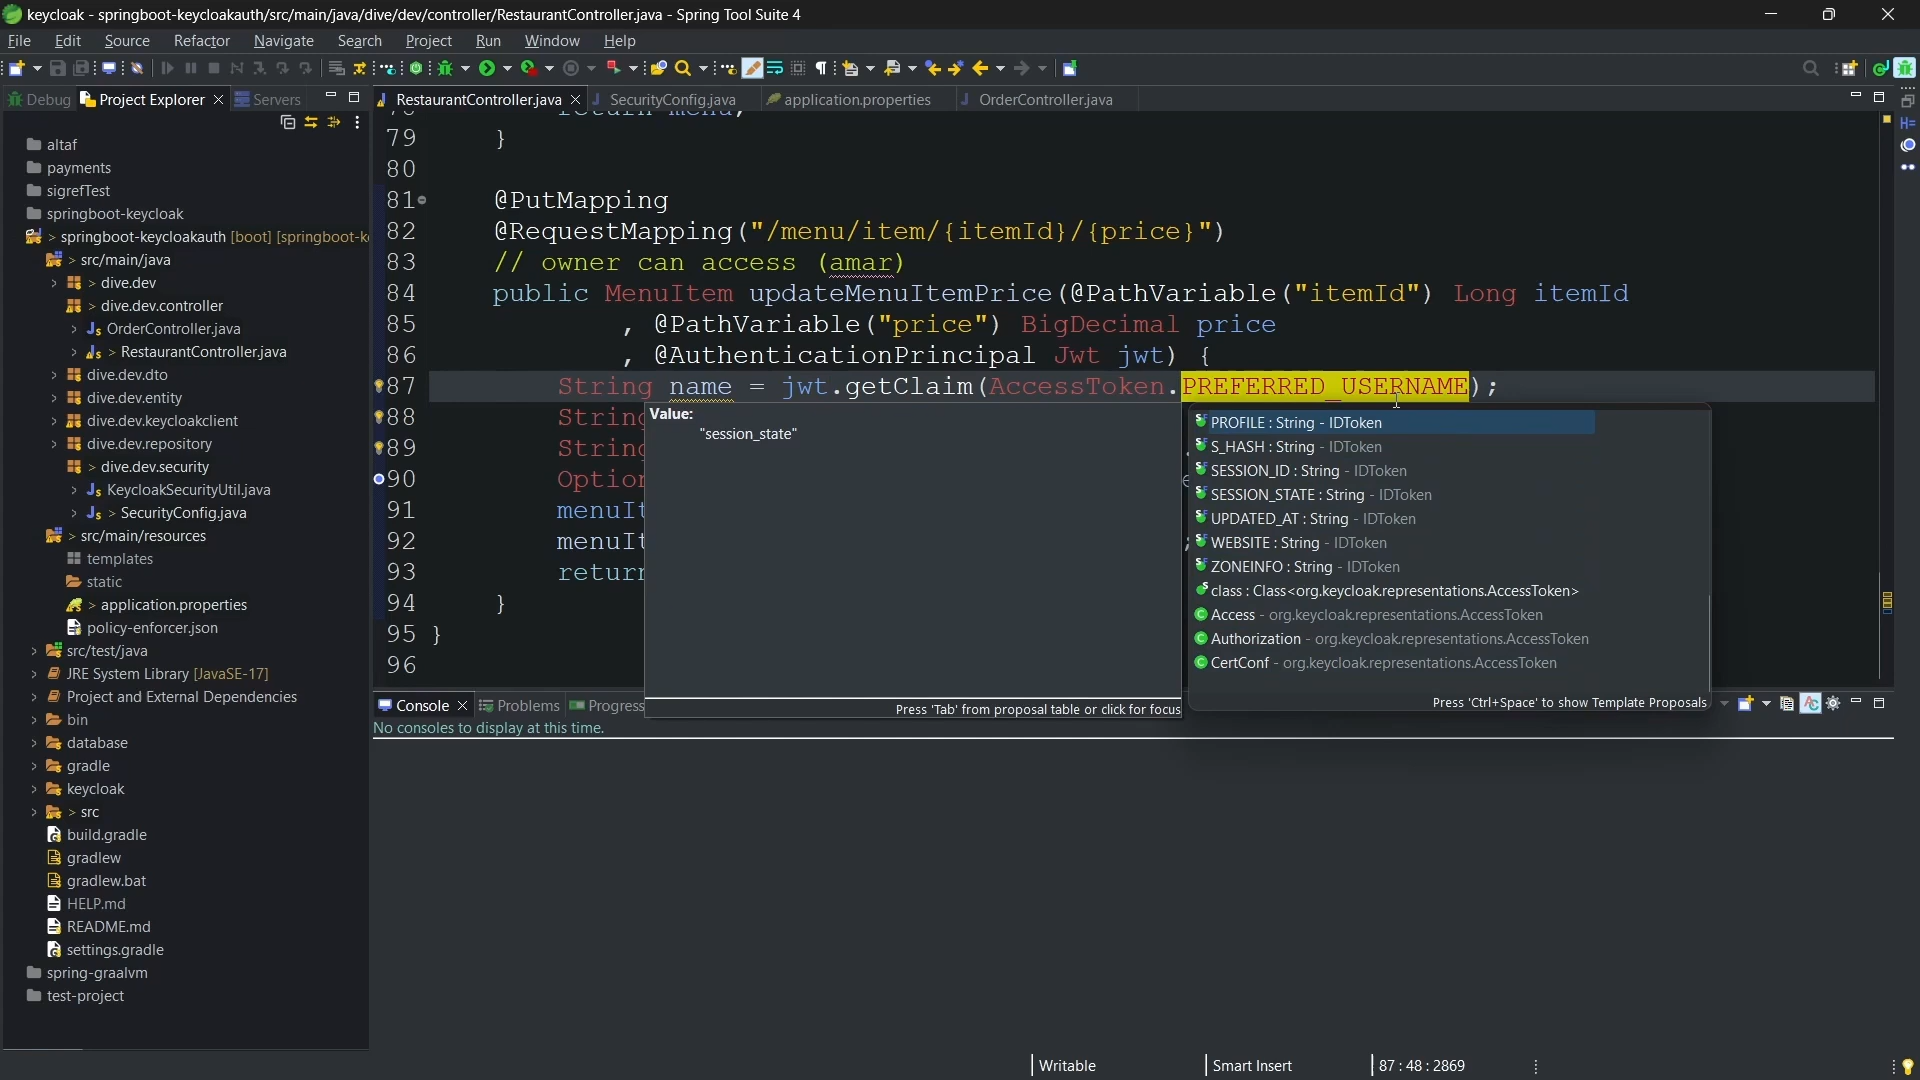 keycloak - springboot-keycloakauth/src/main/java/dive/dev/controller/RestaurantController.java - Spring Tool Suite 4
File Edit Source Refactor Navigate Search Project Run Window Help
Debug Project Explorer Servers
RestaurantController.java SecurityConfig.java application.properties OrderController.java
altaf
payments
sigrefTest
springboot-keycloak
> springboot-keycloakauth [boot] [springboot-k
> src/main/java
> dive.dev
> dive.dev.controller
OrderController.java
> RestaurantController.java
dive.dev.dto
dive.dev.entity
dive.dev.keycloakclient
dive.dev.repository
> dive.dev.security
KeycloakSecurityUtil.java
> SecurityConfig.java
> src/main/resources
templates
static
> application.properties
policy-enforcer.json
src/test/java
JRE System Library [JavaSE-17]
Project and External Dependencies
bin
database
gradle
keycloak
> src
build.gradle
gradlew
gradlew.bat
HELP.md
README.md
settings.gradle
spring-graalvm
test-project
79 }
80
81 @PutMapping
82 @RequestMapping("/menu/item/{itemId}/{price}")
83 // owner can access (amar)
84 public MenuItem updateMenuItemPrice(@PathVariable("itemId") Long itemId
85 , @PathVariable("price") BigDecimal price
86 , @AuthenticationPrincipal Jwt jwt) {
87 String name = jwt.getClaim(AccessToken.PREFERRED_USERNAME);
88 String
89 String
90 Option
91 menuIt
92 menuIt
93 return
94 }
95 }
96
Value:
"session_state"
Press 'Tab' from proposal table or click for focus
PROFILE : String - IDToken
S_HASH : String - IDToken
SESSION_ID : String - IDToken
SESSION_STATE : String - IDToken
UPDATED_AT : String - IDToken
WEBSITE : String - IDToken
ZONEINFO : String - IDToken
class : Class<org.keycloak.representations.AccessToken>
Access - org.keycloak.representations.AccessToken
Authorization - org.keycloak.representations.AccessToken
CertConf - org.keycloak.representations.AccessToken
Press 'Ctrl+Space' to show Template Proposals
Console Problems Progress
No consoles to display at this time.
Writable Smart Insert 87 : 48 : 2869